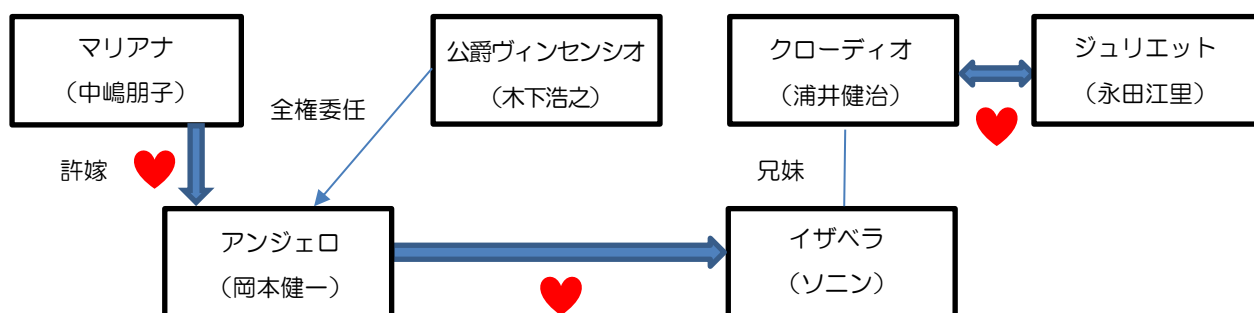 マリアナ
(中嶋朋子)
公爵ヴィンセンシオ
(木下浩之)
クローディオ
(浦井健治)
ジュリエット
(永田江里)
全権委任
許嫁
兄妹
アンジェロ
(岡本健一)
イザベラ
(ソニン)